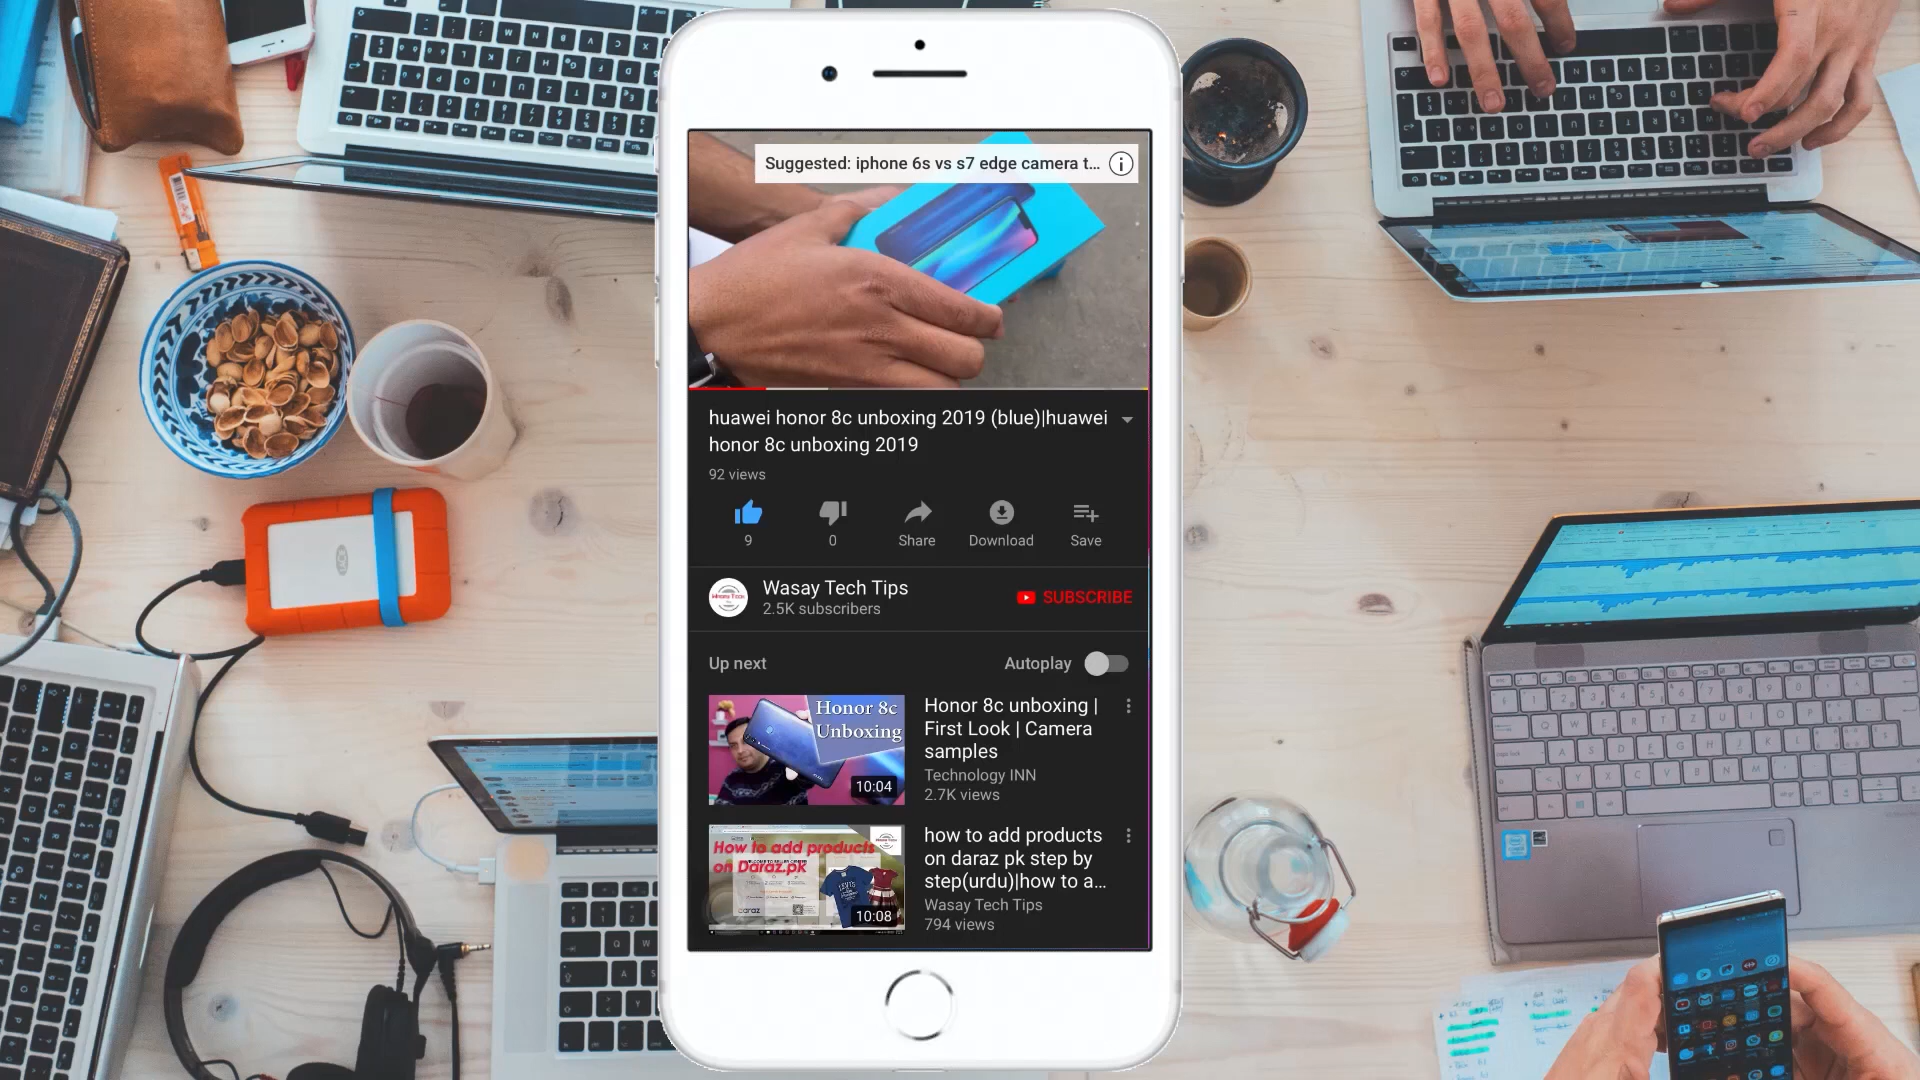 Suggested: iphone 6s vs s7 edge camera t...
huawei honor 8c unboxing 2019 (blue)|huawei
honor 8c unboxing 2019
92 views
9
0
Share
Download
Save
Wasay Tech Tips
2.5K subscribers
SUBSCRIBE
Up next
Autoplay
Honor 8c
Unboxing
10:04
Honor 8c unboxing |
First Look | Camera
samples
Technology INN
2.7K views
How to add products
on Daraz.pk
daraz
10:08
how to add products
on daraz pk step by
step(urdu)|how to a...
Wasay Tech Tips
794 views